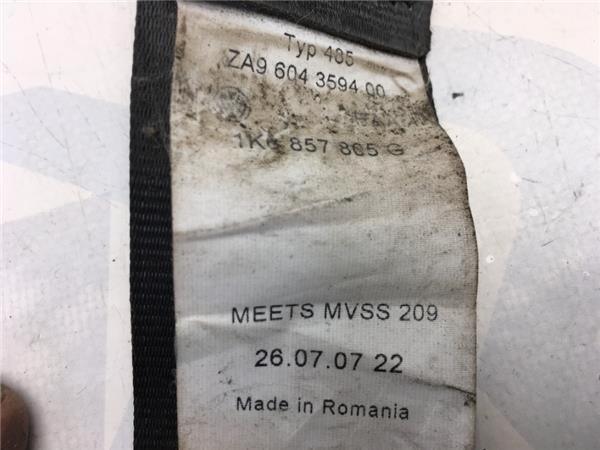 Typ 405
ZA9 604 3594 00
1K6 857 805 G
MEETS MVSS 209
26.07.07 22
Made in Romania